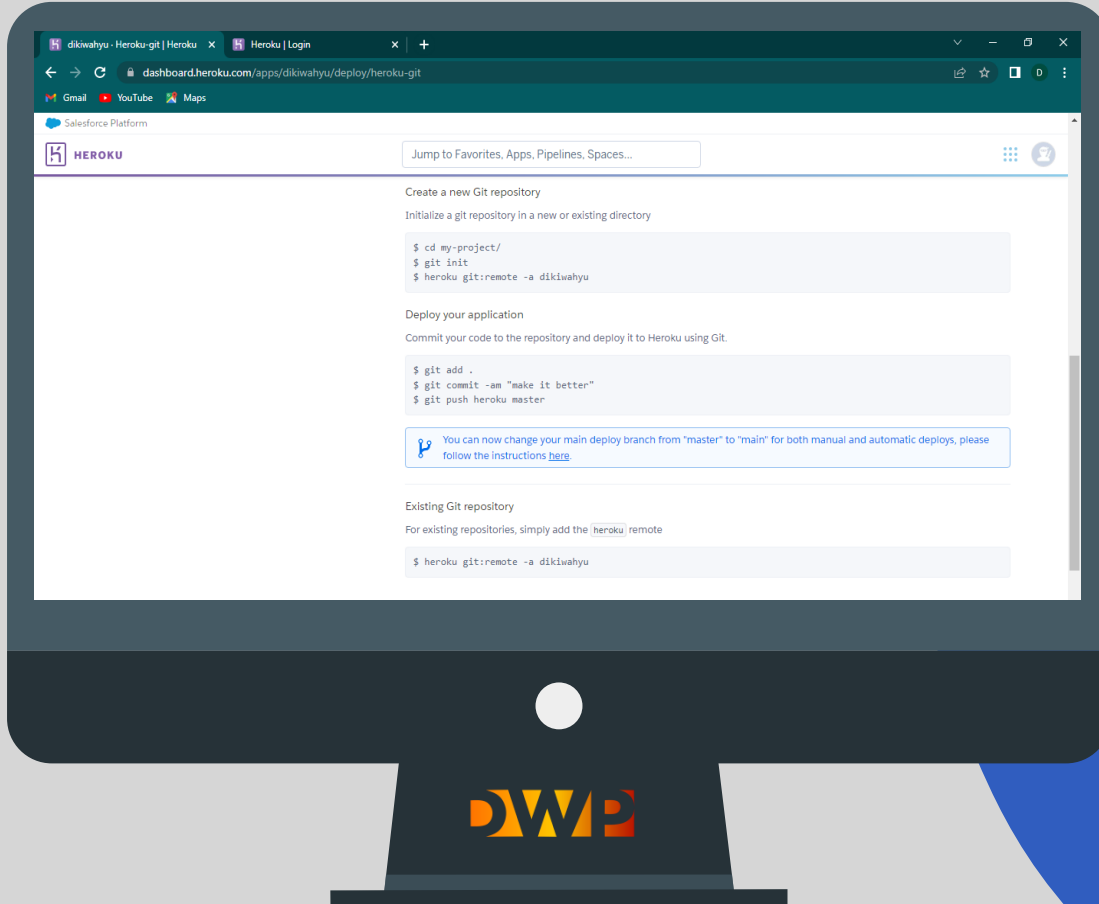 dikiwahyu · Heroku-git | Heroku
Heroku | Login
dashboard.heroku.com/apps/dikiwahyu/deploy/heroku-git
D
Gmail
YouTube
Maps
Salesforce Platform
HEROKU
Jump to Favorites, Apps, Pipelines, Spaces...
Create a new Git repository
Initialize a git repository in a new or existing directory
$ cd my-project/
$ git init
$ heroku git:remote -a dikiwahyu
Deploy your application
Commit your code to the repository and deploy it to Heroku using Git.
$ git add .
$ git commit -am "make it better"
$ git push heroku master
You can now change your main deploy branch from "master" to "main" for both manual and automatic deploys, please
follow the instructions here.
Existing Git repository
For existing repositories, simply add the heroku remote
$ heroku git:remote -a dikiwahyu
DWP